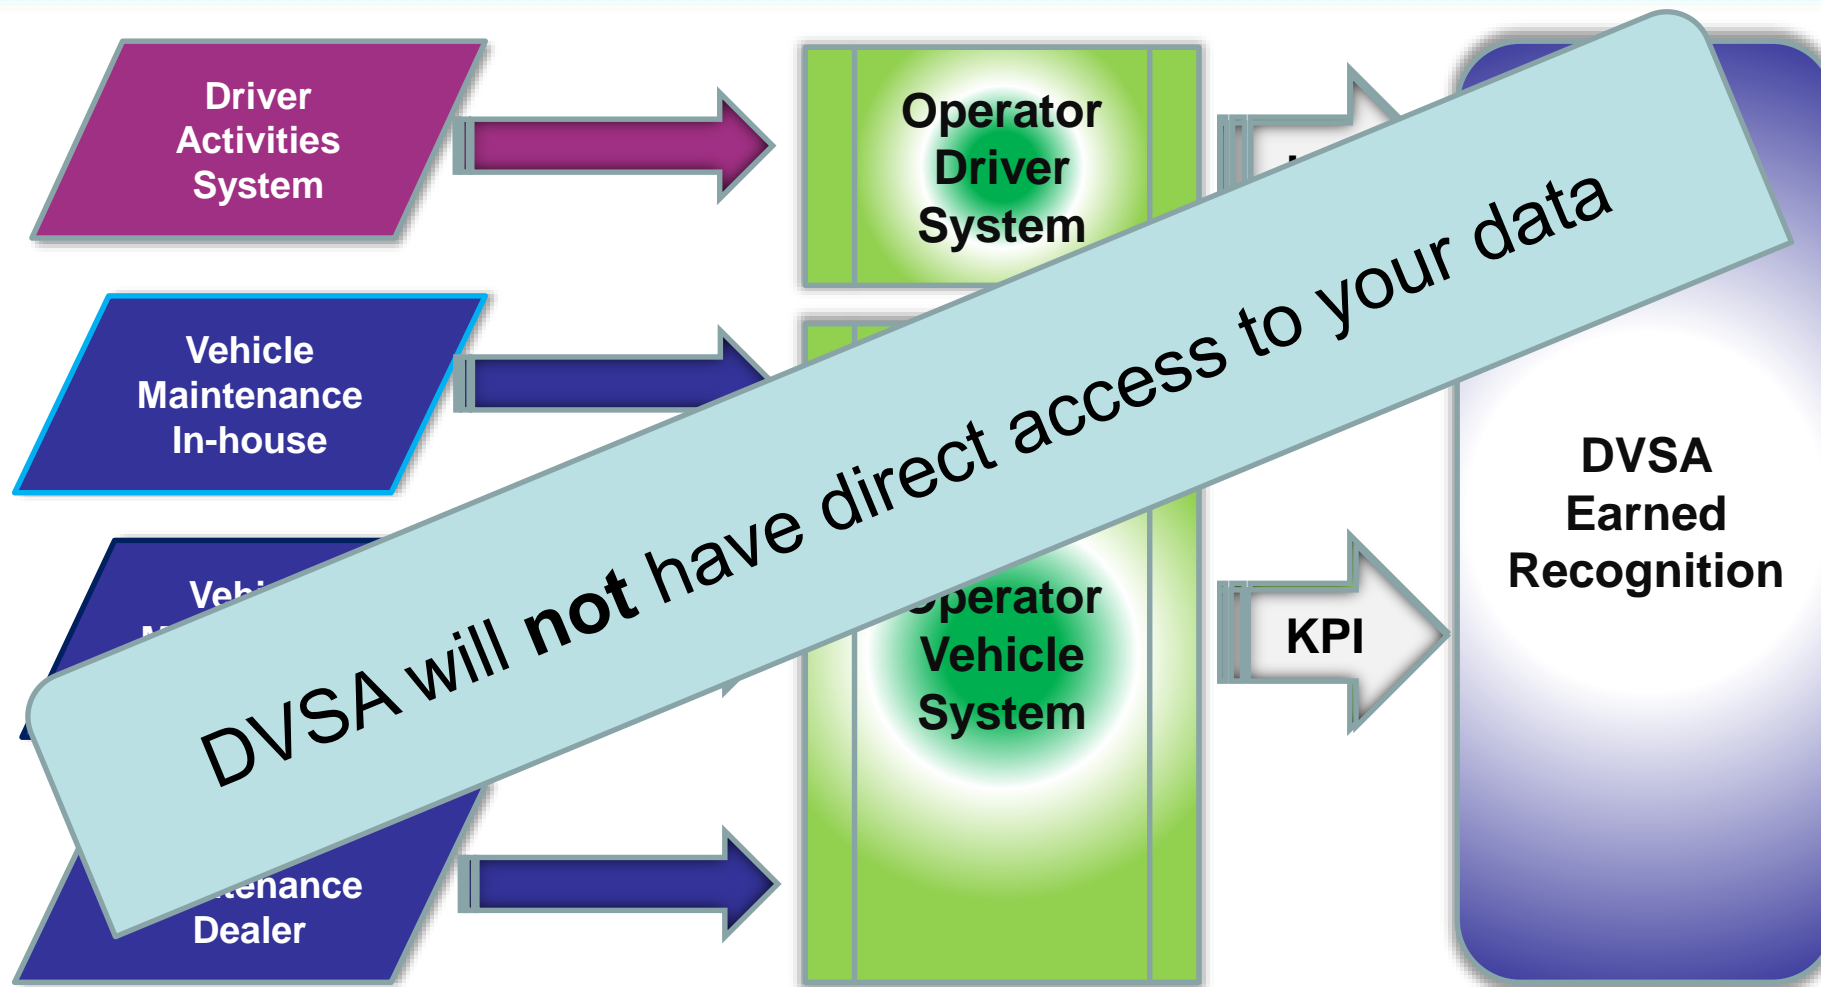 Driver
Activities
System
Operator
Driver
System
Vehicle
Maintenance
In-house
DVSA will not have direct access to your data
Operator
Vehicle
System
KPI
DVSA
Earned
Recognition
Dealer